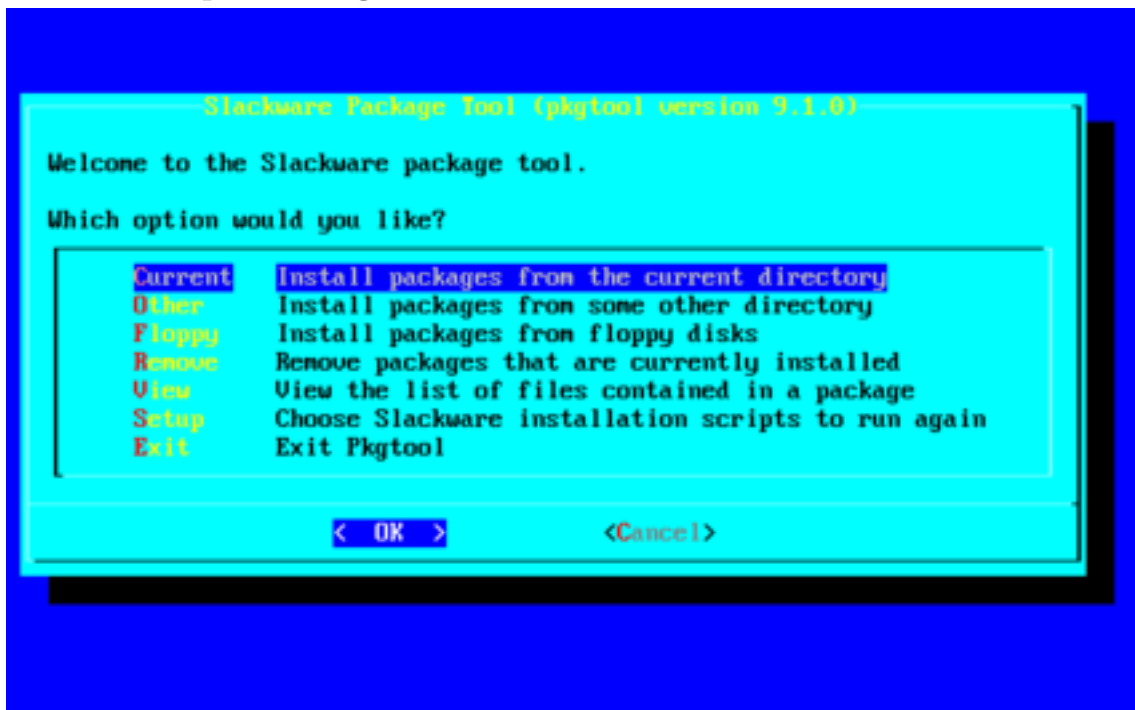 Slackware Package Tool (pkgtool version 9.1.0)
Welcome to the Slackware package tool.
Which option would you like?
Current Install packages from the current directory
Other Install packages from some other directory
Floppy Install packages from floppy disks
Remove Remove packages that are currently installed
View View the list of files contained in a package
Setup Choose Slackware installation scripts to run again
Exit Exit Pkgtool
< OK > <Cancel>